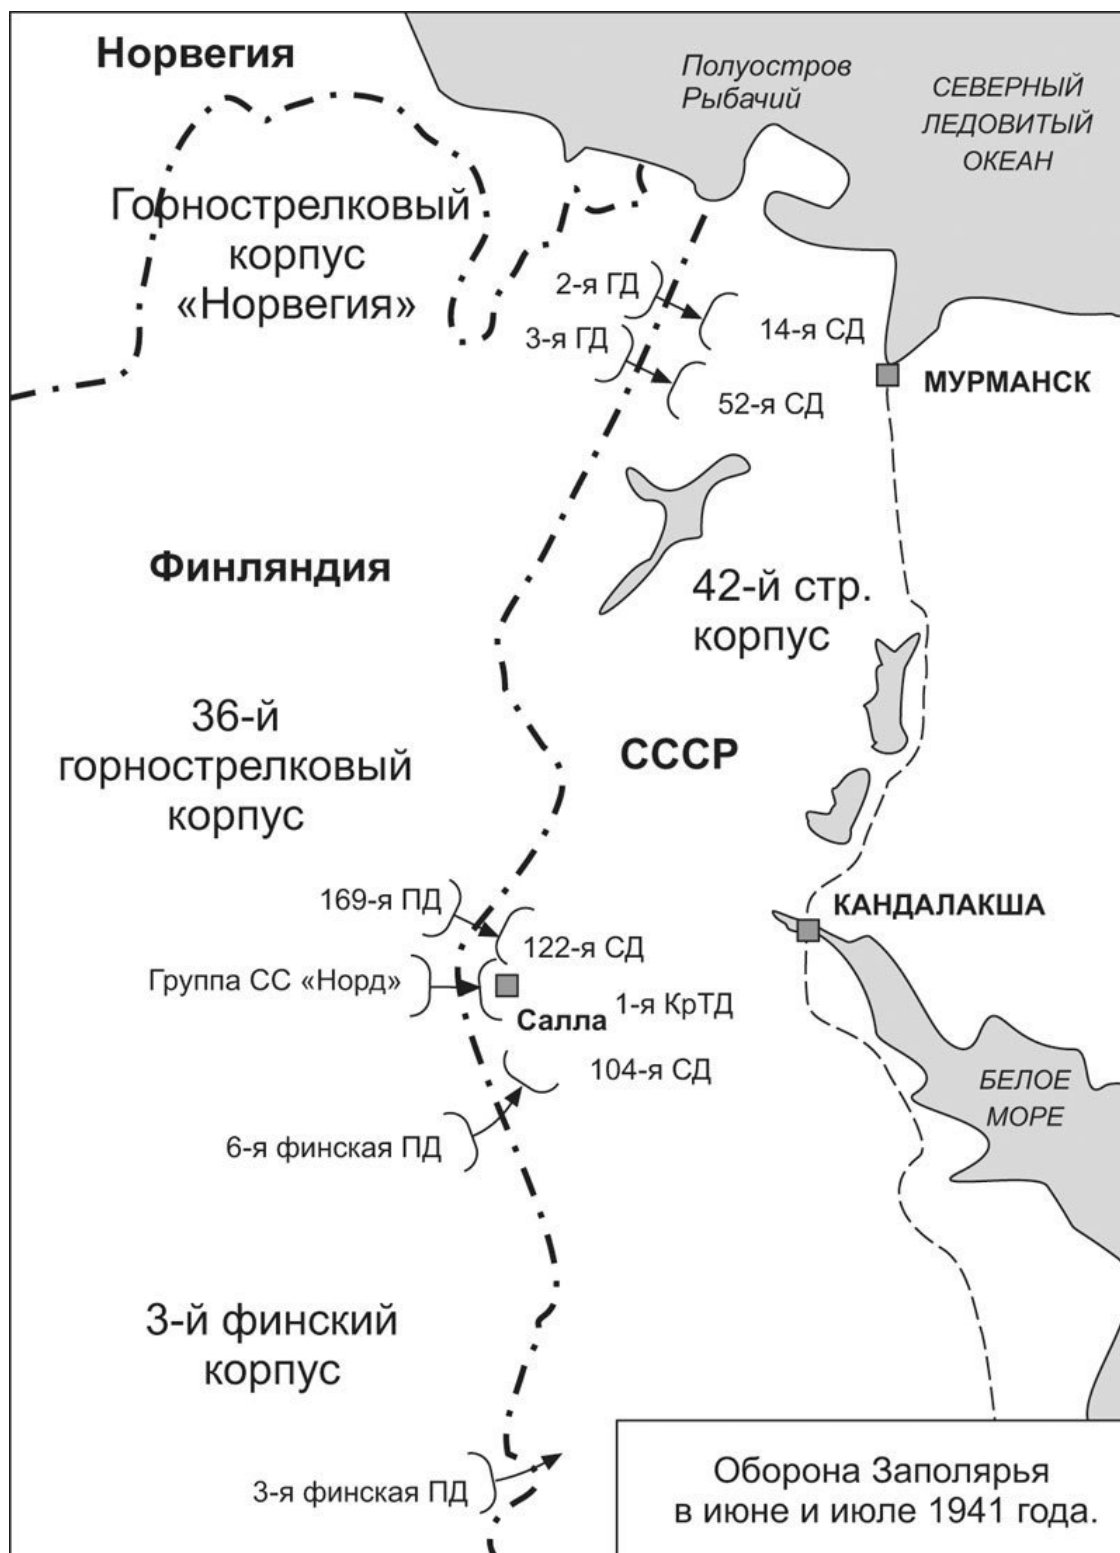 Норвегия
Полуостров
Рыбачий
СЕВЕРНЫЙ
ЛЕДОВИТЫЙ
ОКЕАН
Горнострелковый
корпус
«Норвегия»
2-я ГД
14-я СД
3-я ГД
52-я СД
МУРМАНСК
Финляндия
42-й стр.
корпус
36-й
горнострелковый
корпус
СССР
169-я ПД
122-я СД
КАНДАЛАКША
Группа СС «Норд»
Салла
1-я КрТД
104-я СД
БЕЛОЕ
МОРЕ
6-я финская ПД
3-й финский
корпус
3-я финская ПД
Оборона Заполярья
в июне и июле 1941 года.